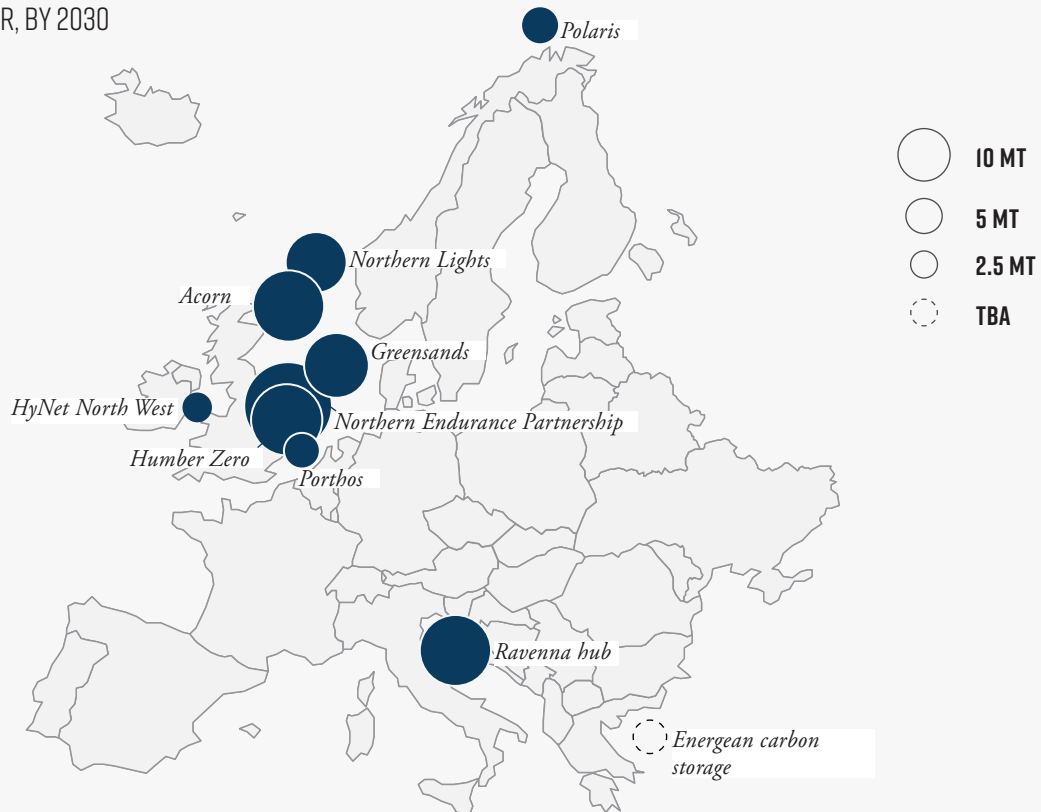 R, BY 2030
Polaris
10 MT
5 MT
2.5 MT
TBA
Northern Lights
Acorn
Greensands
HyNet North West
Northern Endurance Partnership
Humber Zero
Porthos
Ravenna hub
Energean carbon
storage